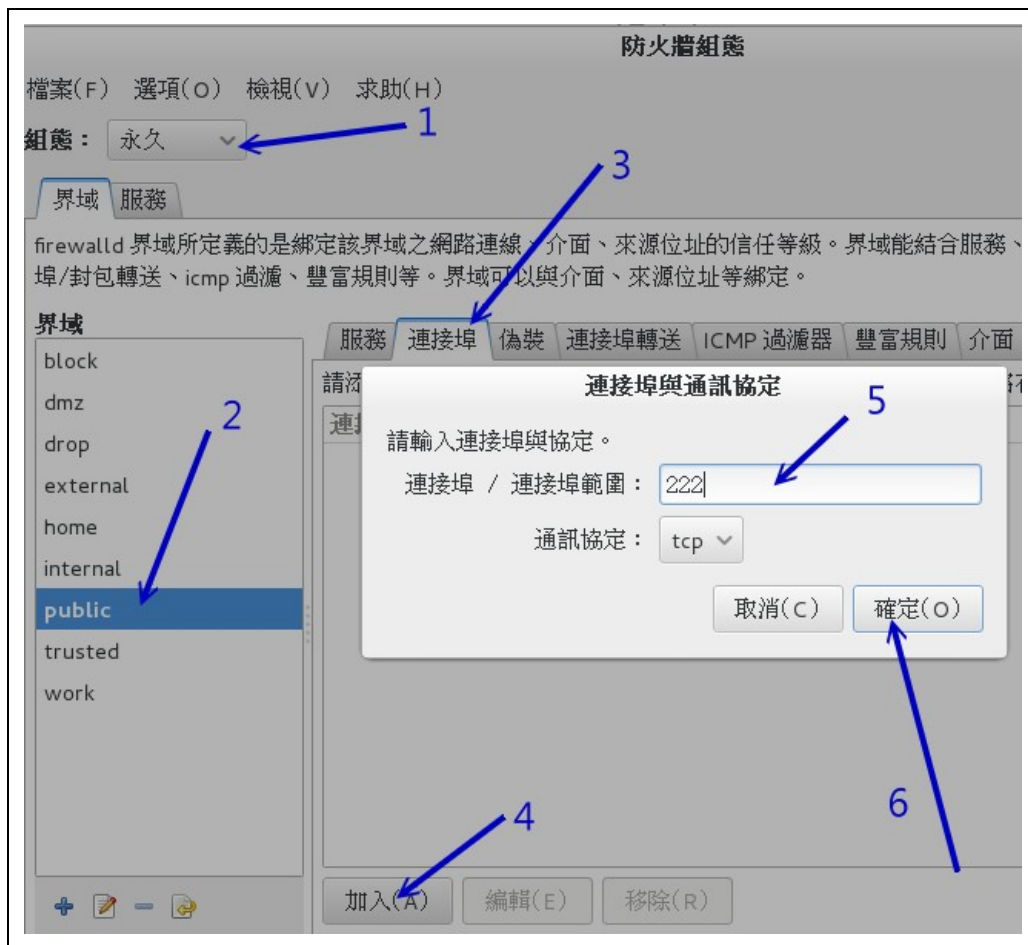 防火牆組態
檔案(F) 選項(O) 檢視(V) 求助(H)
組態： 永久
1
3
界域 服務
firewalld 界域所定義的是綁定該界域之網路連線、介面、來源位址的信任等級。界域能結合服務、
埠/封包轉送、icmp 過濾、豐富規則等。界域可以與介面、來源位址等綁定。
界域
服務 連接埠 偽裝 連接埠轉送 ICMP 過濾器 豐富規則 介面
block
dmz
drop
external
home
internal
public
trusted
work
2
請添
連接埠與通訊協定
5
請輸入連接埠與協定。
連接埠 / 連接埠範圍： 222
通訊協定： tcp
取消(C) 確定(O)
6
4
加入(A) 編輯(E) 移除(R)